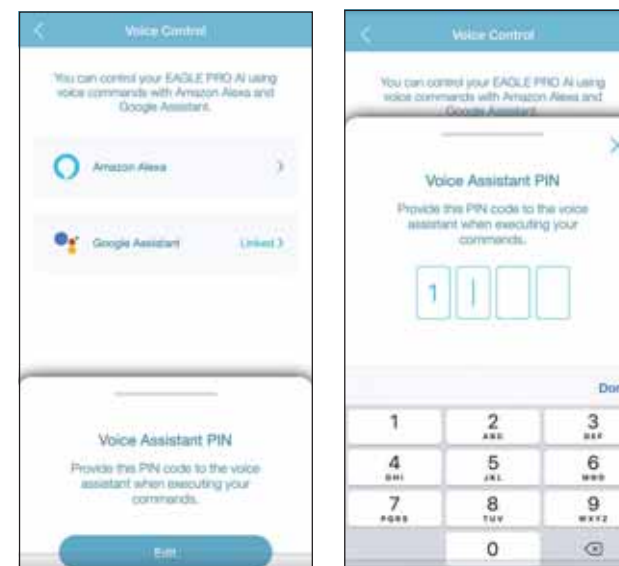 Voice Control
You can control your EAGLE PRO AI using
voice commands with Amazon Alexa and
Google Assistant.
Amazon Alexa
Google Assistant Linked
Voice Assistant PIN
Provide this PIN code to the voice
assistant when executing your
commands.
Edit
Voice Control
You can control your EAGLE PRO AI using
voice commands with Amazon Alexa and
Google Assistant.
Voice Assistant PIN
Provide this PIN code to the voice
assistant when executing your
commands.
1
Don
1 2 3
ABC DEF
4 5 6
GHI JKL MNO
7 8 9
PQRS TUV WXYZ
0